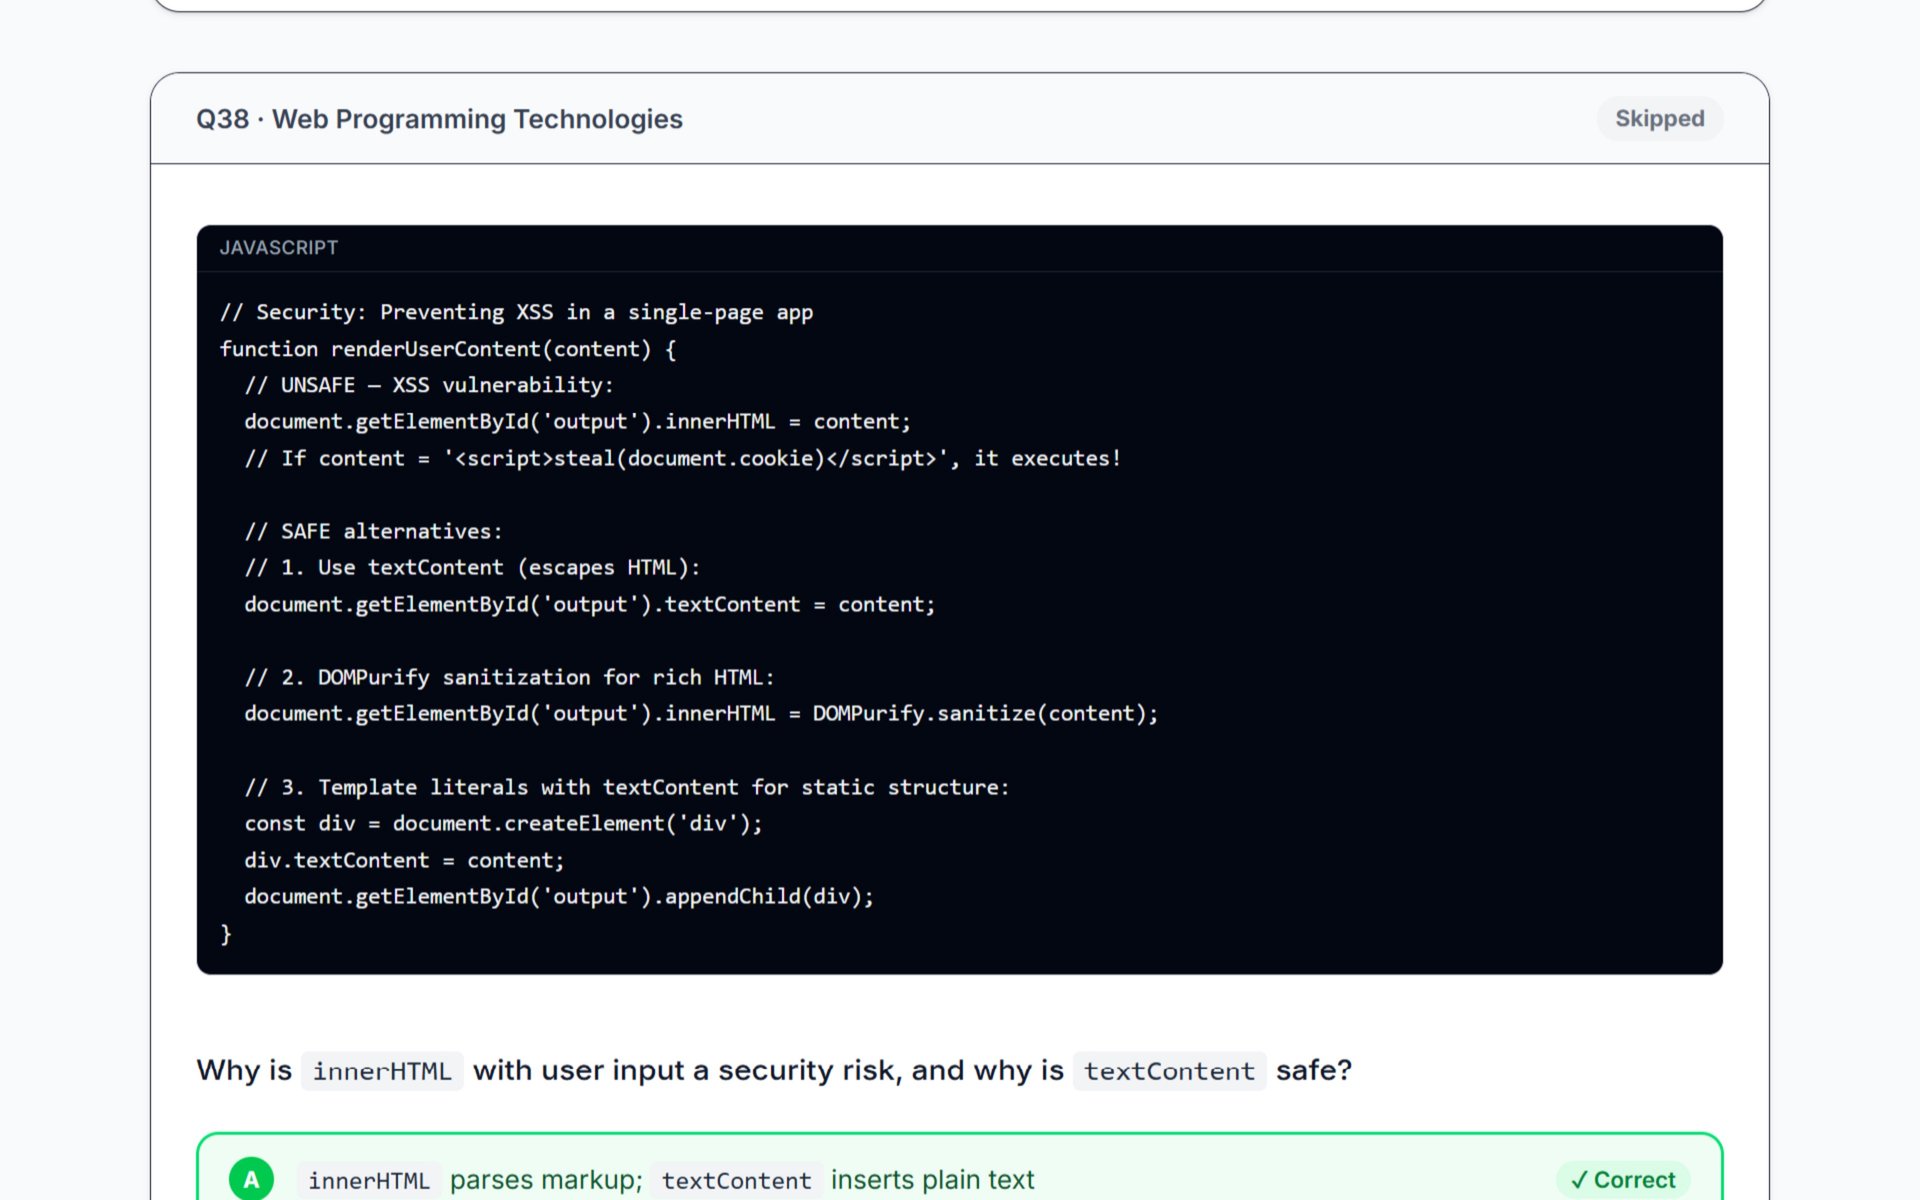 Q38 · Web Programming Technologies
Skipped
JAVASCRIPT
// Security: Preventing XSS in a single-page app
function renderUserContent(content) {
  // UNSAFE — XSS vulnerability:
  document.getElementById('output').innerHTML = content;
  // If content = '<script>steal(document.cookie)</script>', it executes!

  // SAFE alternatives:
  // 1. Use textContent (escapes HTML):
  document.getElementById('output').textContent = content;

  // 2. DOMPurify sanitization for rich HTML:
  document.getElementById('output').innerHTML = DOMPurify.sanitize(content);

  // 3. Template literals with textContent for static structure:
  const div = document.createElement('div');
  div.textContent = content;
  document.getElementById('output').appendChild(div);
}
Why is innerHTML with user input a security risk, and why is textContent safe?
A innerHTML parses markup; textContent inserts plain text ✓ Correct